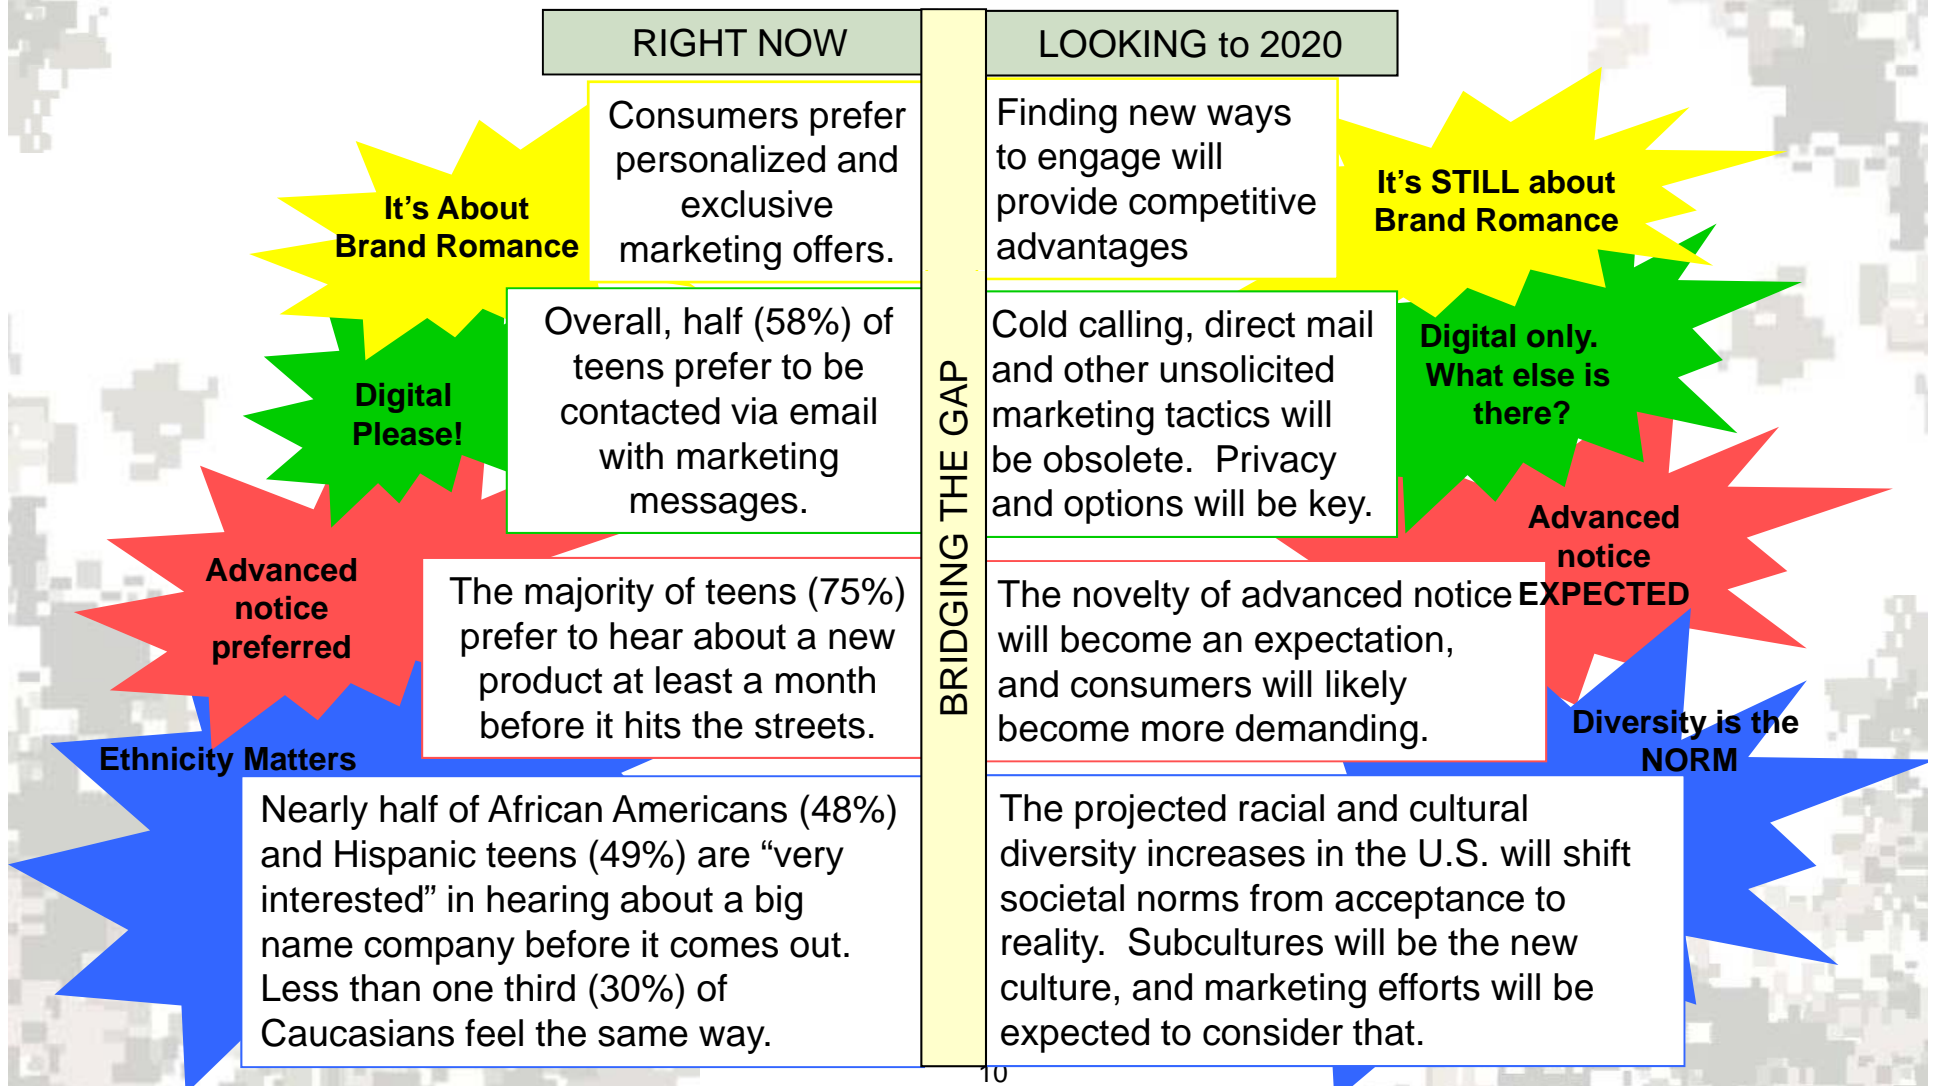 RIGHT NOW
LOOKING to 2020
BRIDGING THE GAP
It’s About
Brand Romance
Consumers prefer
personalized and
exclusive
marketing offers.
Finding new ways
to engage will
provide competitive
advantages
It’s STILL about
Brand Romance
Digital
Please!
Overall, half (58%) of
teens prefer to be
contacted via email
with marketing
messages.
Cold calling, direct mail
and other unsolicited
marketing tactics will
be obsolete.  Privacy
and options will be key.
Digital only.
What else is
there?
Advanced
notice
preferred
The majority of teens (75%)
prefer to hear about a new
product at least a month
before it hits the streets.
The novelty of advanced notice
will become an expectation,
and consumers will likely
become more demanding.
Advanced
notice
EXPECTED
Ethnicity Matters
Nearly half of African Americans (48%)
and Hispanic teens (49%) are “very
interested” in hearing about a big
name company before it comes out.
Less than one third (30%) of
Caucasians feel the same way.
The projected racial and cultural
diversity increases in the U.S. will shift
societal norms from acceptance to
reality.  Subcultures will be the new
culture, and marketing efforts will be
expected to consider that.
Diversity is the
NORM
10